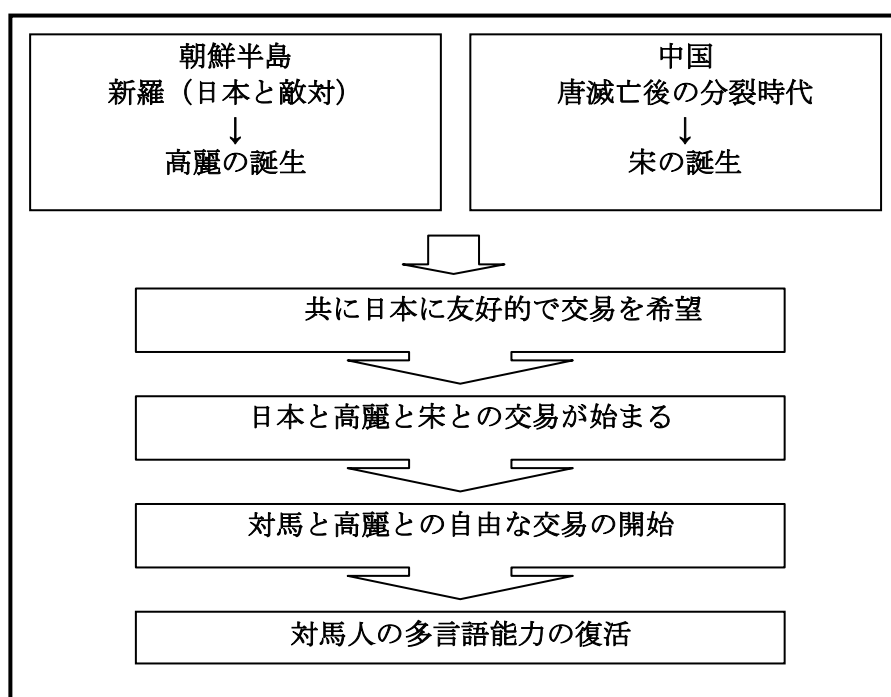 朝鮮半島
新羅(日本と敵対)
↓
高麗の誕生
中国
唐滅亡後の分裂時代
↓
宋の誕生
共に日本に友好的で交易を希望
日本と高麗と宋との交易が始まる
対馬と高麗との自由な交易の開始
対馬人の多言語能力の復活